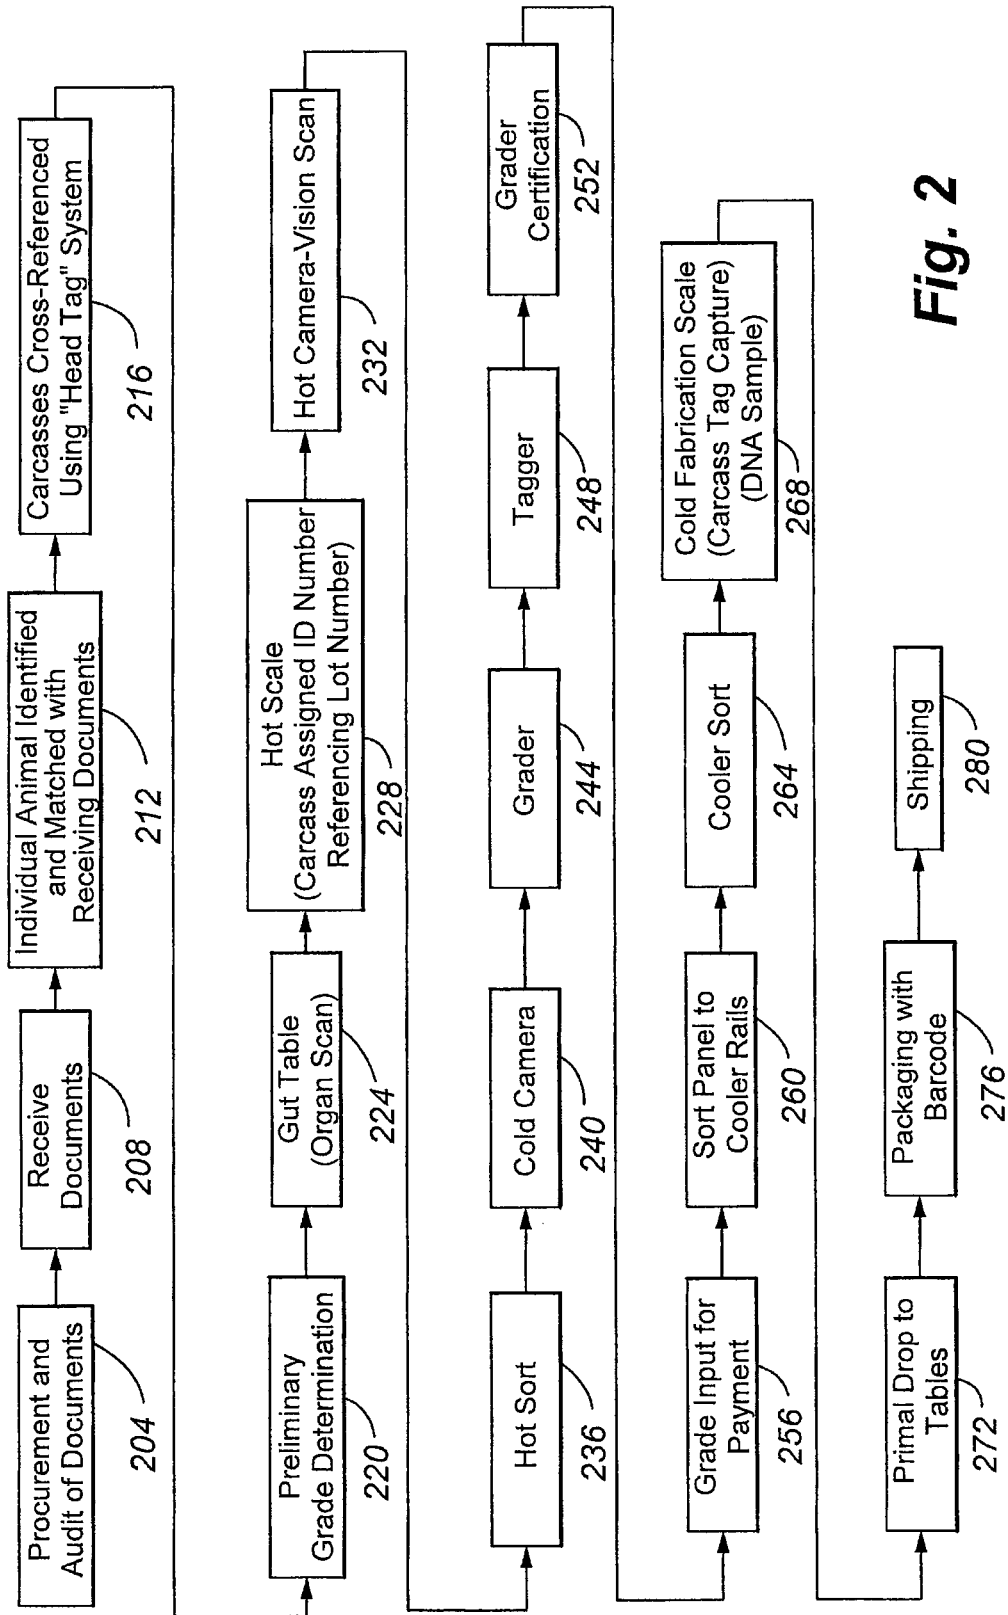 Procurement and
Audit of Documents
204
Receive
Documents
208
Individual Animal Identified
and Matched with
Receiving Documents
212
Carcasses Cross-Referenced
Using "Head Tag" System
216
Preliminary
Grade Determination
220
Gut Table
(Organ Scan)
224
Hot Scale
(Carcass Assigned ID Number
Referencing Lot Number)
228
Hot Camera-Vision Scan
232
Hot Sort
236
Cold Camera
240
Grader
244
Tagger
248
Grader
Certification
252
Grade Input for
Payment
256
Sort Panel to
Cooler Rails
260
Cooler Sort
264
Cold Fabrication Scale
(Carcass Tag Capture)
(DNA Sample)
268
Primal Drop to
Tables
272
Packaging with
Barcode
276
Shipping
280
Fig. 2